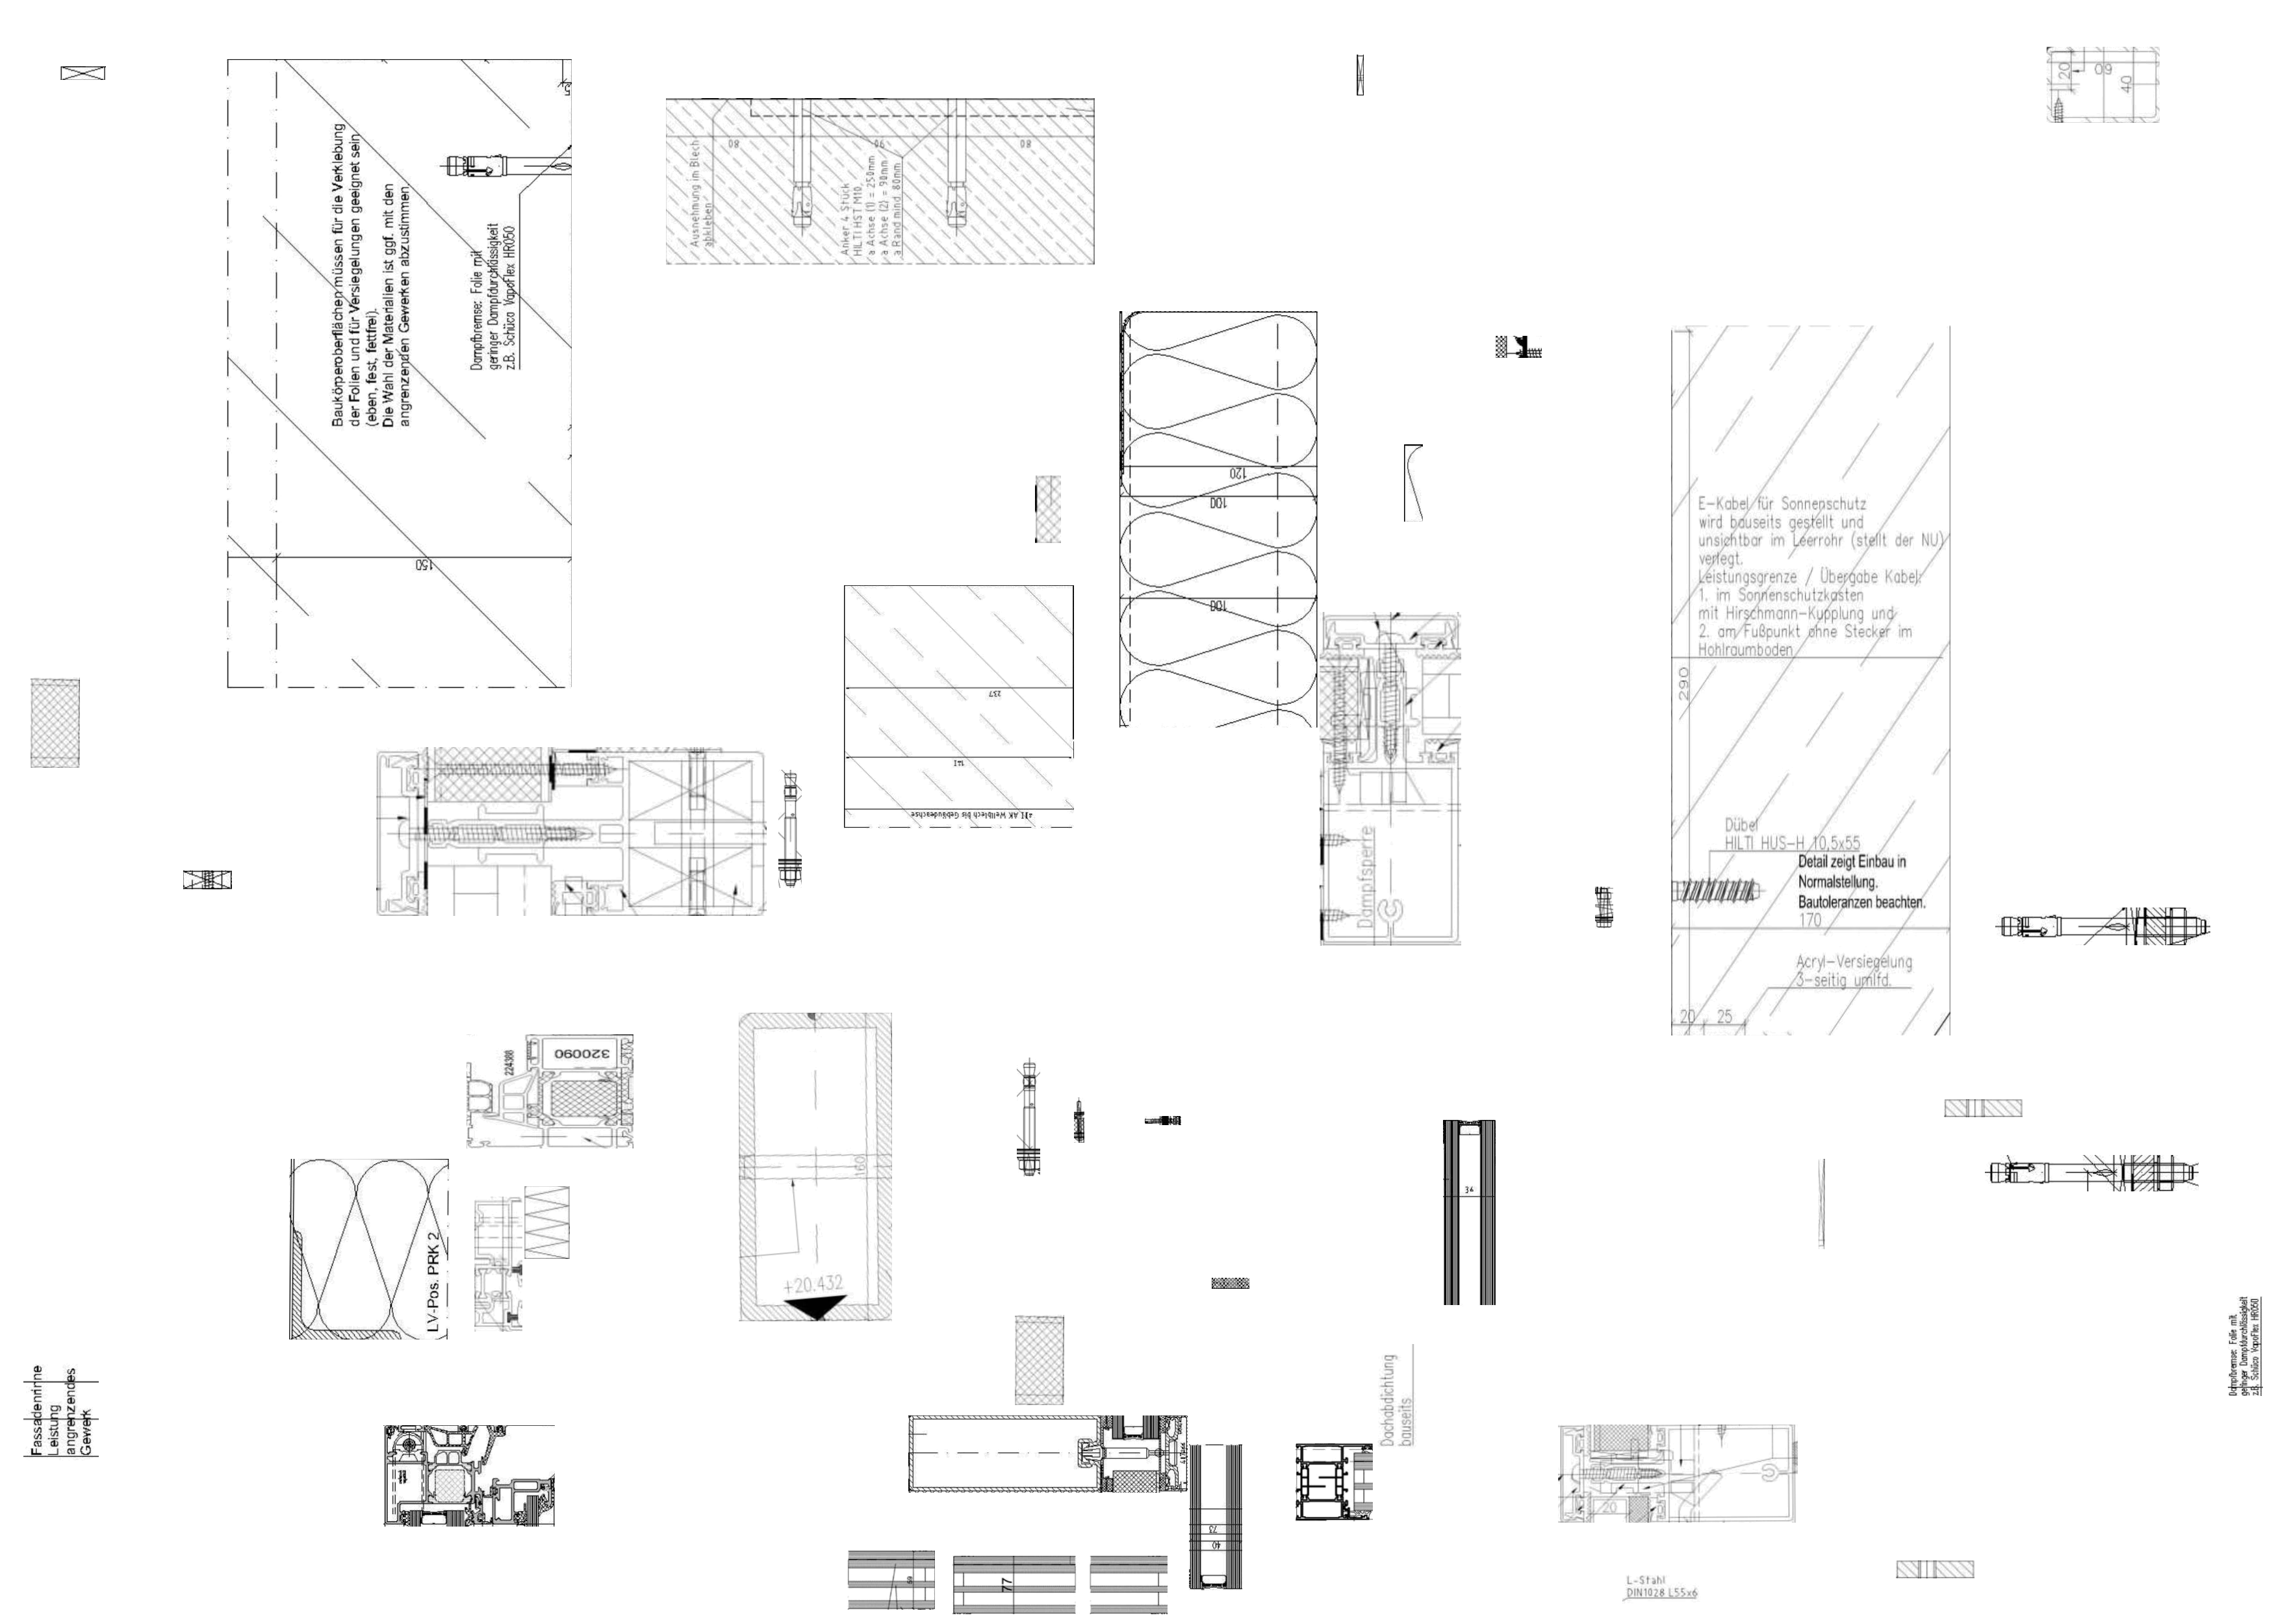 Baukörperoberflächen müssen für die Verklebung
der Folien und für Versiegelungen geeignet sein
(eben, fest, fettfrei).
Die Wahl der Materialien ist ggf. mit den
angrenzenden Gewerken abzustimmen.
Dampfbremse: Folie mit
geringer Dampfdurchlässigkeit
z.B. Schüco VapoFlex HR050
150
Ausnehmung im Blech
abkleben
80
90
80
Anker 4 Stück
HILTI HST M10,
a Achse (1) = 250mm
a Achse (2) = 90mm
a Rand mind 80mm
20
60
40
120
100
100
E-Kabel für Sonnenschutz
wird bauseits gestellt und
unsichtbar im Leerrohr (stellt der NU)
verlegt.
Leistungsgrenze / Übergabe Kabel:
1. im Sonnenschutzkasten
mit Hirschmann-Kupplung und
2. am Fußpunkt ohne Stecker im
Hohlraumboden
290
Dübel
HILTI HUS-H 10,5x55
Detail zeigt Einbau in
Normalstellung.
Bautoleranzen beachten.
170
Acryl-Versiegelung
3-seitig umlfd.
20 25
237
AK Wellblech bis Gebäudeachse
Dampfsperre
224388
320090
160
+20.432
LV-Pos. PRK 2
34
Fassadenrinne
Leistung
angrenzendes
Gewerk
Dachabdichtung
bauseits
Dampfbremse: Folie mit
geringer Dampfdurchlässigkeit
z.B. Schüco VapoFlex HR050
73
40
69
77
L-Stahl
DIN1028 L55x6